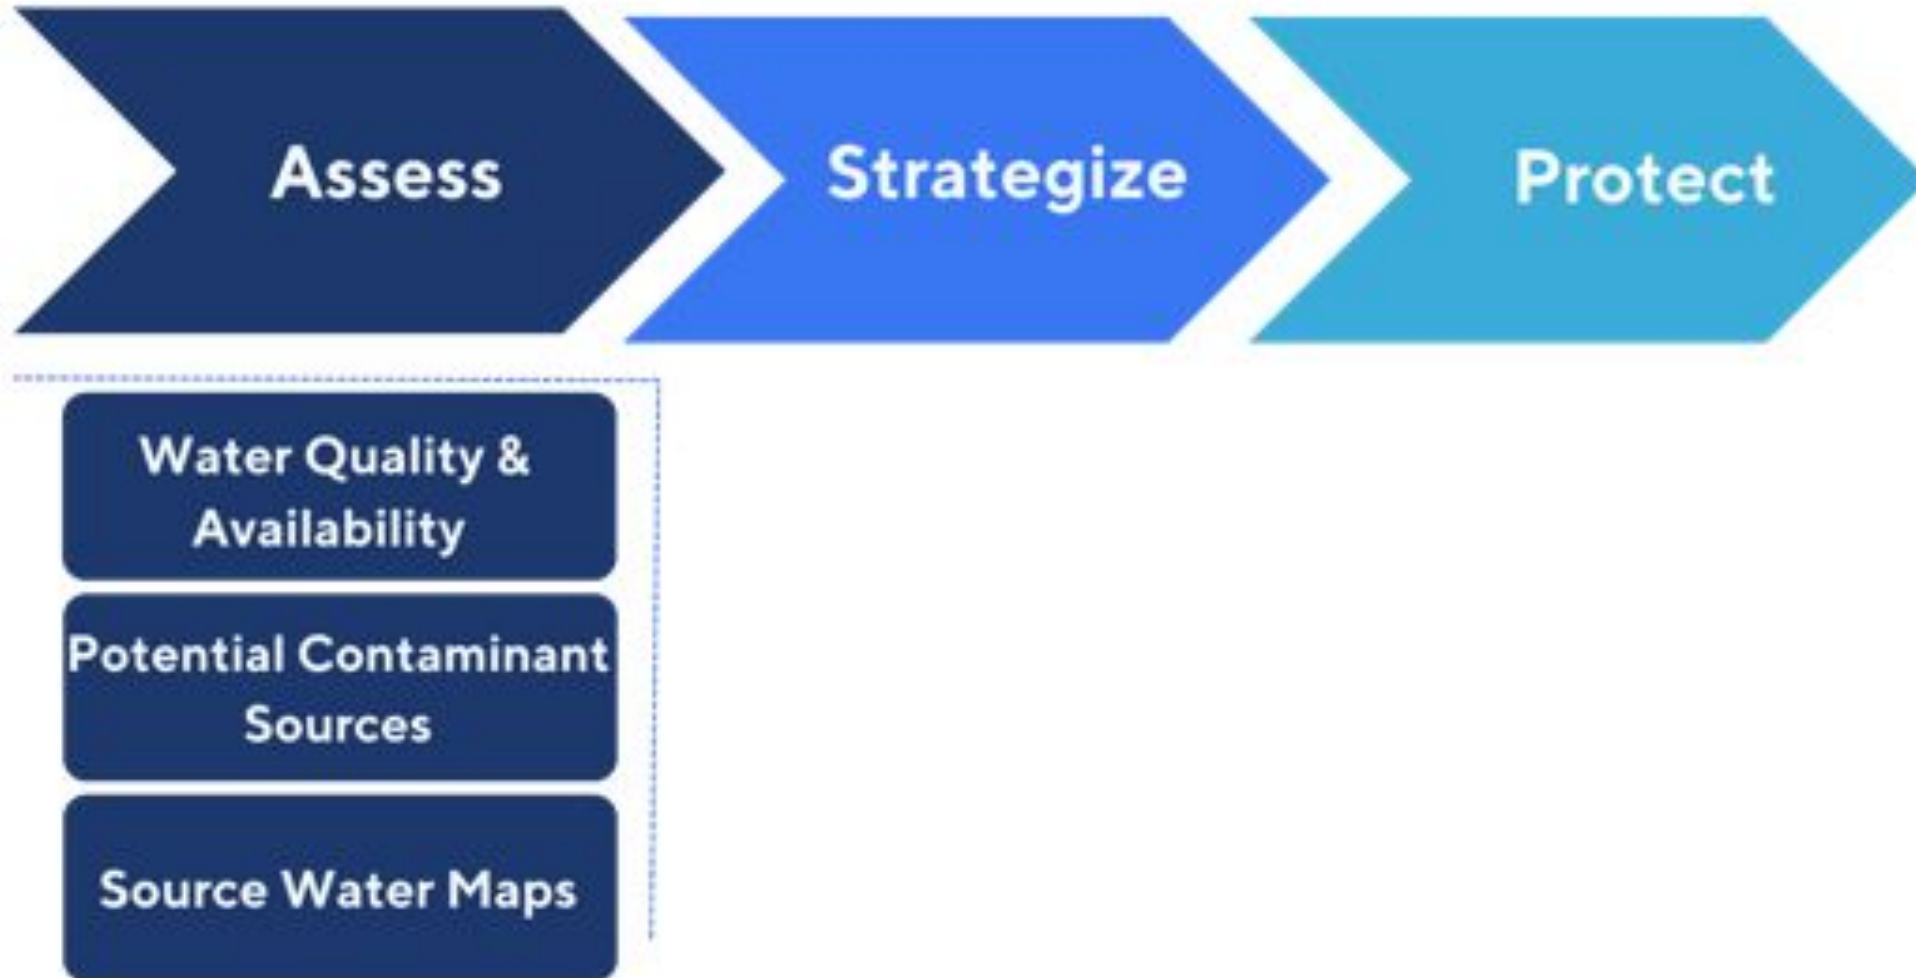 Assess
Strategize
Protect
Water Quality &
Availability
Potential Contaminant
Sources
Source Water Maps